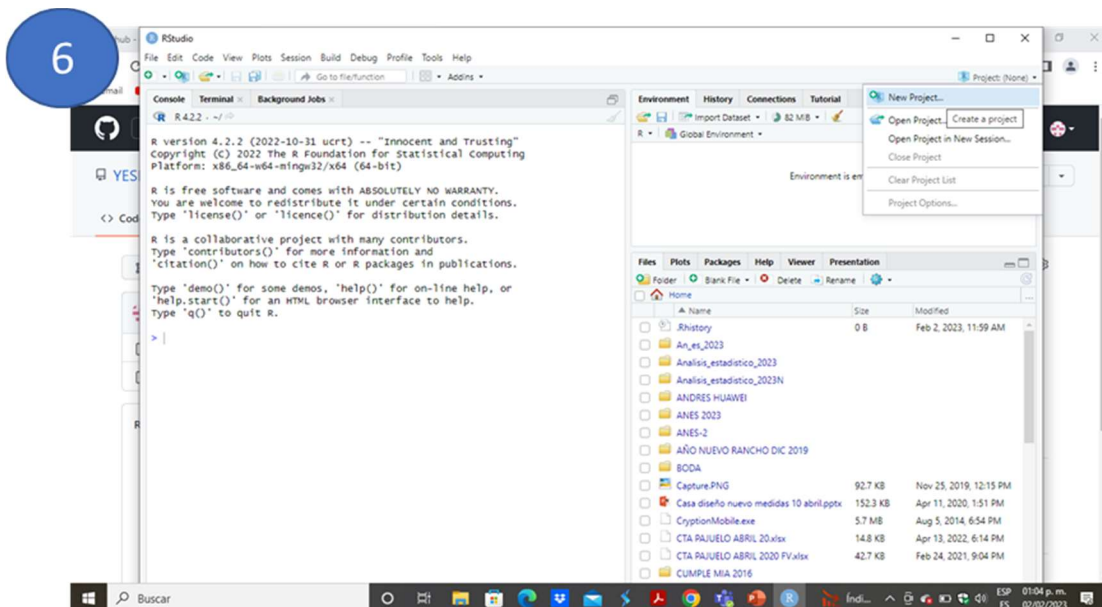 6
hub -
RStudio
File Edit Code View Plots Session Build Debug Profile Tools Help
Go to file/function
Addins
Project: (None)
mail
Console Terminal Background Jobs
R 4.2.2 · ~/
R version 4.2.2 (2022-10-31 ucrt) -- "Innocent and Trusting"
Copyright (C) 2022 The R Foundation for Statistical Computing
Platform: x86_64-w64-mingw32/x64 (64-bit)
R is free software and comes with ABSOLUTELY NO WARRANTY.
You are welcome to redistribute it under certain conditions.
Type 'license()' or 'licence()' for distribution details.
R is a collaborative project with many contributors.
Type 'contributors()' for more information and
'citation()' on how to cite R or R packages in publications.
Type 'demo()' for some demos, 'help()' for on-line help, or
'help.start()' for an HTML browser interface to help.
Type 'q()' to quit R.
>
YES
<> Cod
Environment History Connections Tutorial
Import Dataset 82 MiB
R Global Environment
Environment is em
New Project...
Open Project... Create a project
Open Project in New Session...
Close Project
Clear Project List
Project Options...
Files Plots Packages Help Viewer Presentation
Folder Blank File Delete Rename
Home
Name Size Modified
.Rhistory 0 B Feb 2, 2023, 11:59 AM
An_es_2023
Analisis_estadistico_2023
Analisis_estadistico_2023N
ANDRES HUAWEI
ANES 2023
ANES-2
AÑO NUEVO RANCHO DIC 2019
BODA
Capture.PNG 92.7 KB Nov 25, 2019, 12:15 PM
Casa diseño nuevo medidas 10 abril.pptx 152.3 KB Apr 11, 2020, 1:51 PM
CryptionMobile.exe 5.7 MB Aug 5, 2014, 6:54 PM
CTA PAJUELO ABRIL 20.xlsx 14.8 KB Apr 13, 2022, 6:14 PM
CTA PAJUELO ABRIL 2020 FV.xlsx 42.7 KB Feb 24, 2021, 9:04 PM
CUMPLE MIA 2016
Buscar
Índi...
ESP 01:04 p. m.
ES 02/02/2023